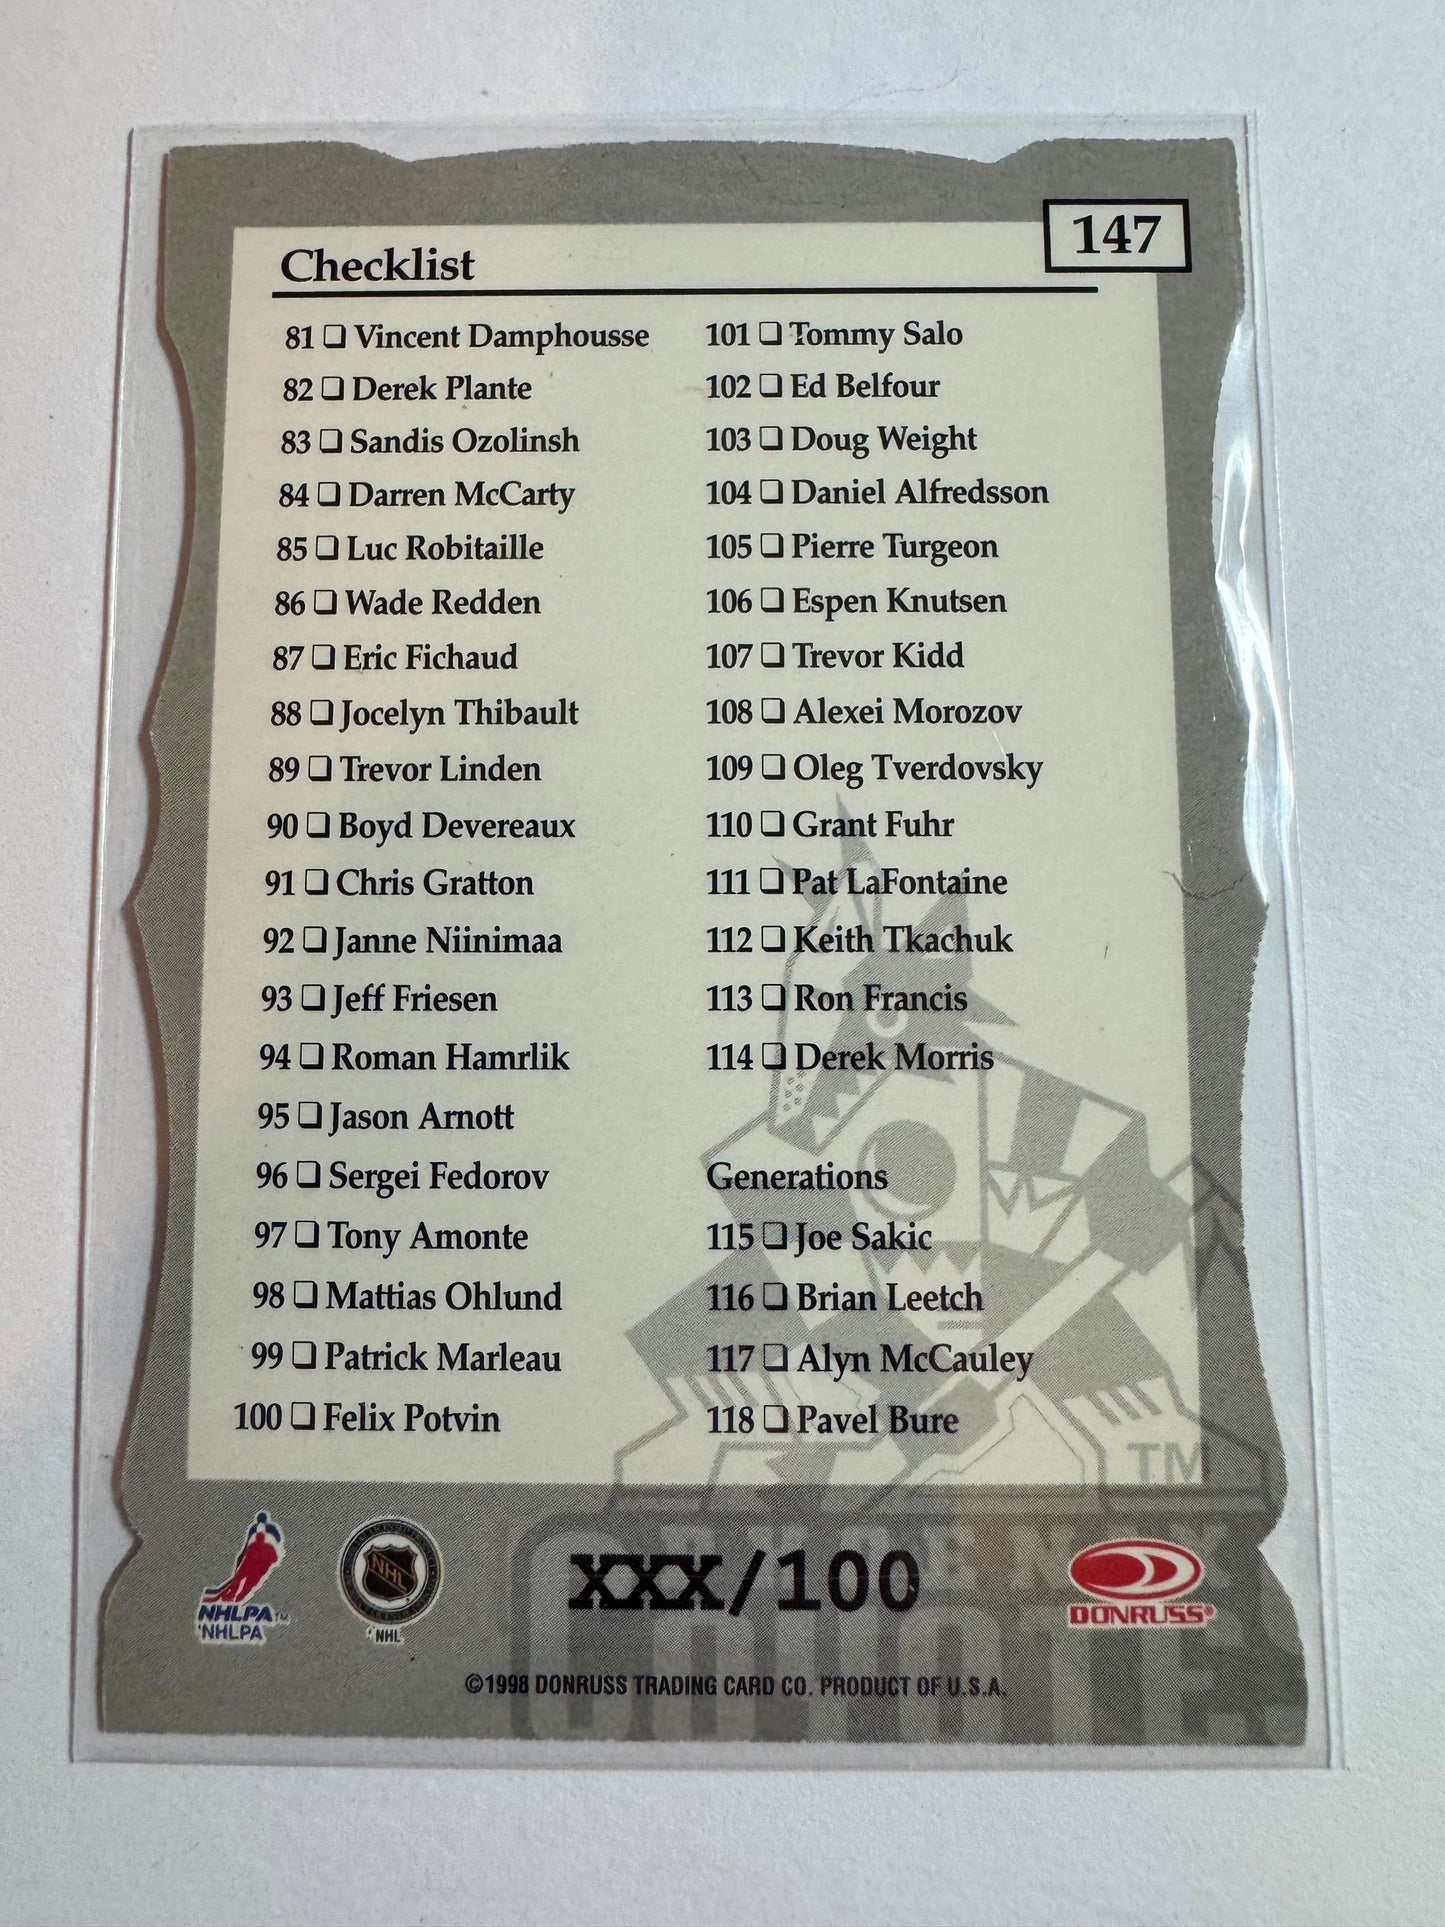 147
Checklist
81 ❏ Vincent Damphousse
82 ❏ Derek Plante
83 ❏ Sandis Ozolinsh
84 ❏ Darren McCarty
85 ❏ Luc Robitaille
86 ❏ Wade Redden
87 ❏ Eric Fichaud
88 ❏ Jocelyn Thibault
89 ❏ Trevor Linden
90 ❏ Boyd Devereaux
91 ❏ Chris Gratton
92 ❏ Janne Niinimaa
93 ❏ Jeff Friesen
94 ❏ Roman Hamrlik
95 ❏ Jason Arnott
96 ❏ Sergei Fedorov
97 ❏ Tony Amonte
98 ❏ Mattias Ohlund
99 ❏ Patrick Marleau
100 ❏ Felix Potvin
101 ❏ Tommy Salo
102 ❏ Ed Belfour
103 ❏ Doug Weight
104 ❏ Daniel Alfredsson
105 ❏ Pierre Turgeon
106 ❏ Espen Knutsen
107 ❏ Trevor Kidd
108 ❏ Alexei Morozov
109 ❏ Oleg Tverdovsky
110 ❏ Grant Fuhr
111 ❏ Pat LaFontaine
112 ❏ Keith Tkachuk
113 ❏ Ron Francis
114 ❏ Derek Morris
Generations
115 ❏ Joe Sakic
116 ❏ Brian Leetch
117 ❏ Alyn McCauley
118 ❏ Pavel Bure
TM
NHLPA™
NHLPA
NHL
NHL
XXX/100
DONRUSS®
©1998 DONRUSS TRADING CARD CO. PRODUCT OF U.S.A.